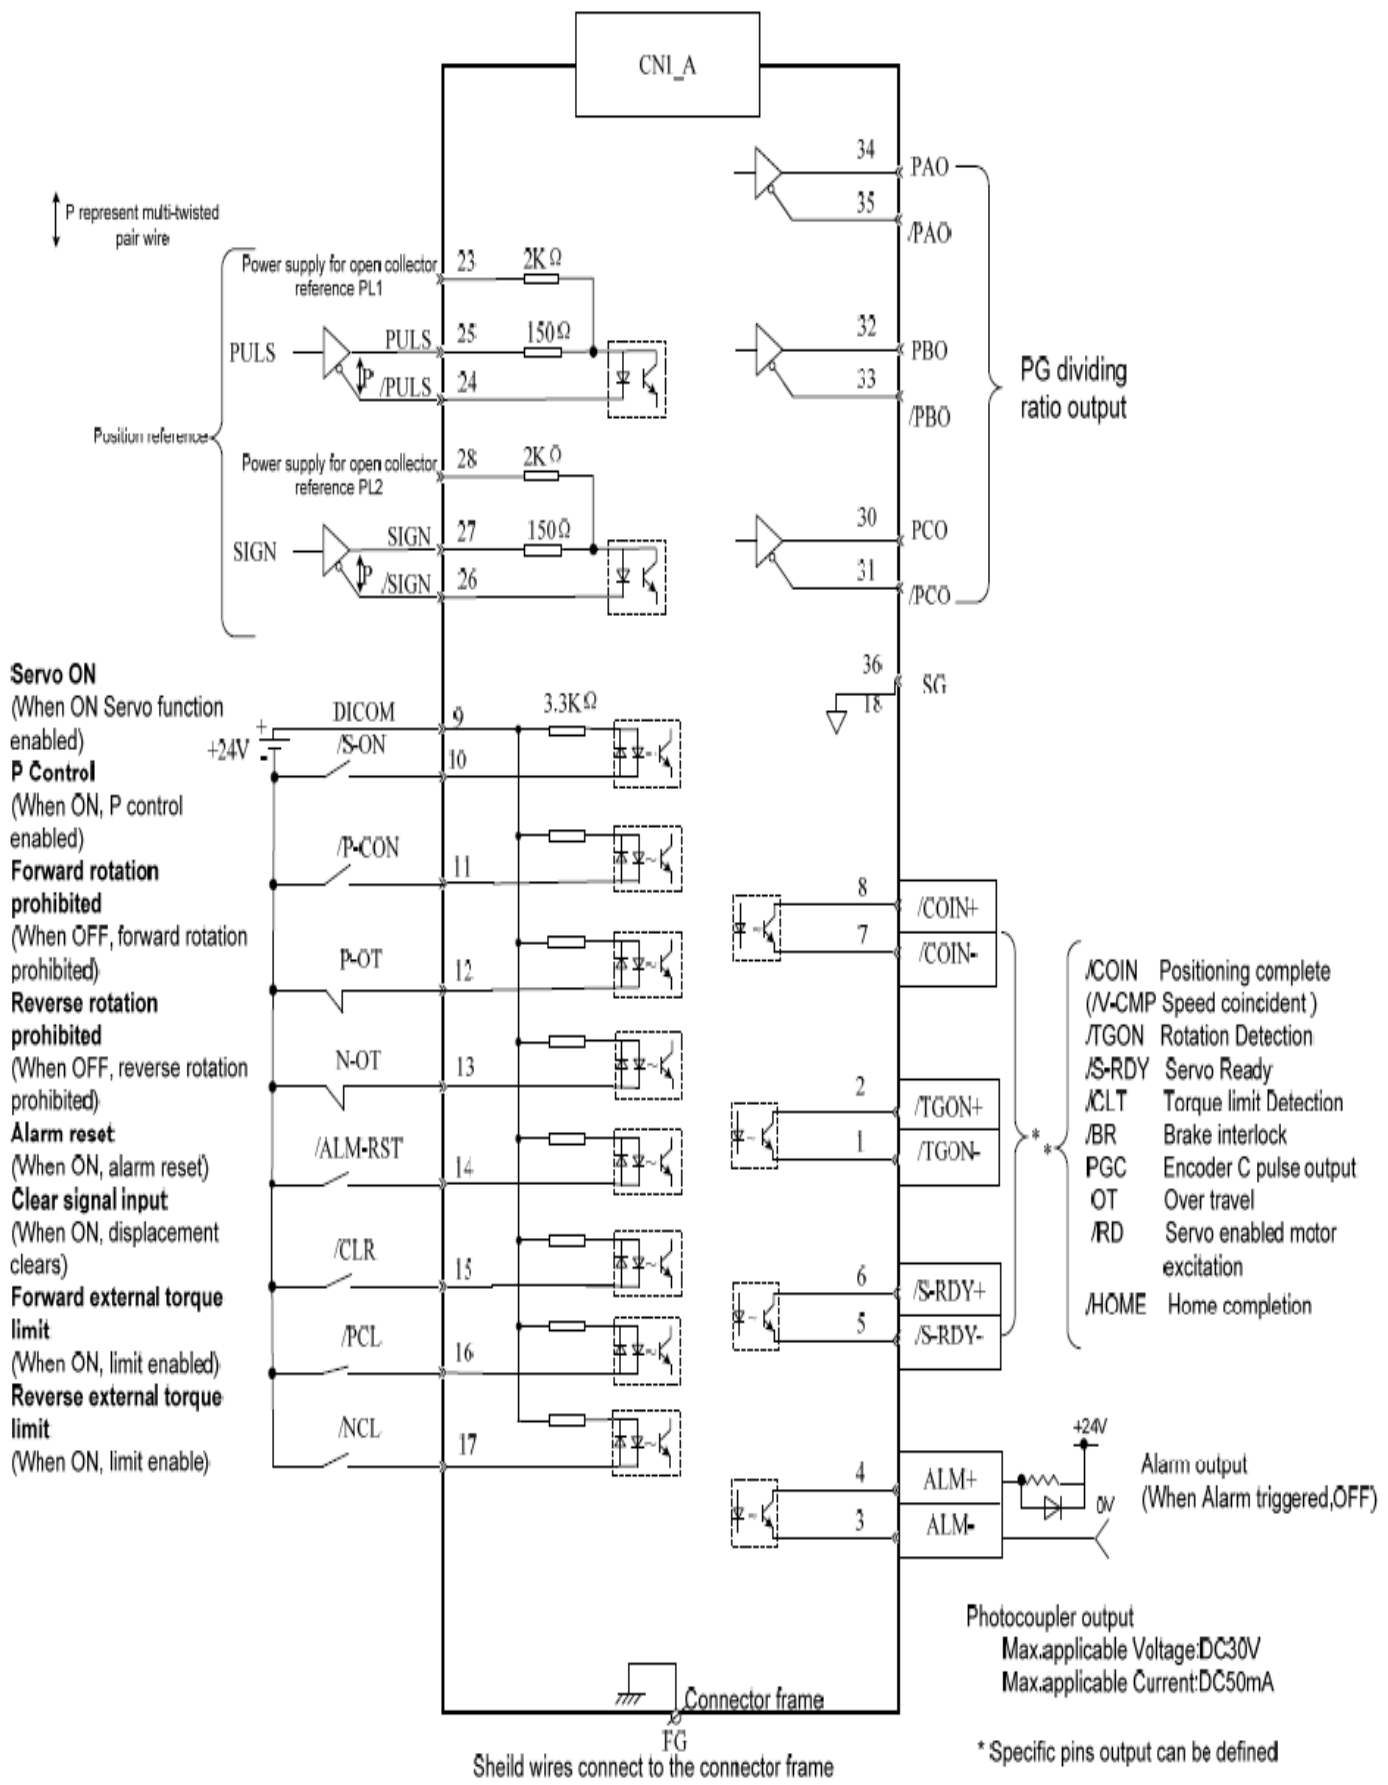 CN1_A
P represent multi-twisted
pair wire
Power supply for open collector
reference PL1
23
2KΩ
PULS
PULS
25
150Ω
P
/PULS
24
Position reference
Power supply for open collector
reference PL2
28
2KΩ
SIGN
SIGN
27
150Ω
P
/SIGN
26
34
PAO
35
/PAO
32
PBO
33
/PBO
30
PCO
31
/PCO
PG dividing
ratio output
36
SG
18
Servo ON
(When ON Servo function
enabled)
P Control
(When ON, P control
enabled)
Forward rotation
prohibited
(When OFF, forward rotation
prohibited)
Reverse rotation
prohibited
(When OFF, reverse rotation
prohibited)
Alarm reset
(When ON, alarm reset)
Clear signal input
(When ON, displacement
clears)
Forward external torque
limit
(When ON, limit enabled)
Reverse external torque
limit
(When ON, limit enable)
+
+24V
-
DICOM
9
3.3KΩ
/S-ON
10
/P-CON
11
P-OT
12
N-OT
13
/ALM-RST
14
/CLR
15
/PCL
16
/NCL
17
8
/COIN+
7
/COIN-
2
/TGON+
1
/TGON-
6
/S-RDY+
5
/S-RDY-
*
*
/COIN Positioning complete
(/V-CMP Speed coincident )
/TGON Rotation Detection
/S-RDY Servo Ready
/CLT Torque limit Detection
/BR Brake interlock
PGC Encoder C pulse output
OT Over travel
/RD Servo enabled motor
excitation
/HOME Home completion
4
ALM+
3
ALM-
+24V
0V
Alarm output
(When Alarm triggered,OFF)
Photocoupler output
Max.applicable Voltage:DC30V
Max.applicable Current:DC50mA
Connector frame
FG
Sheild wires connect to the connector frame
* Specific pins output can be defined